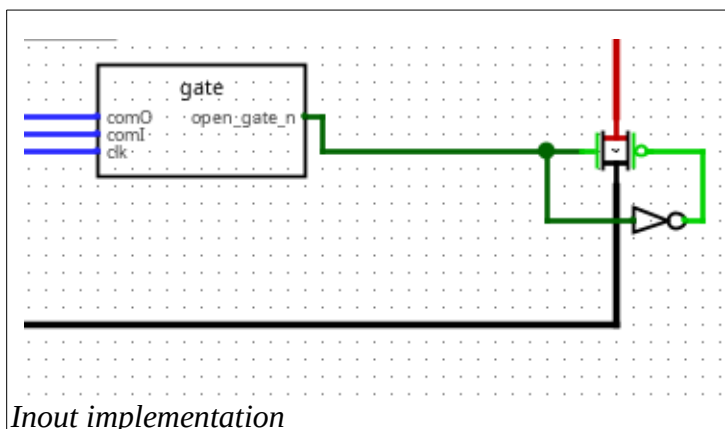 gate
comO open_gate_n
comI
clk
Inout implementation